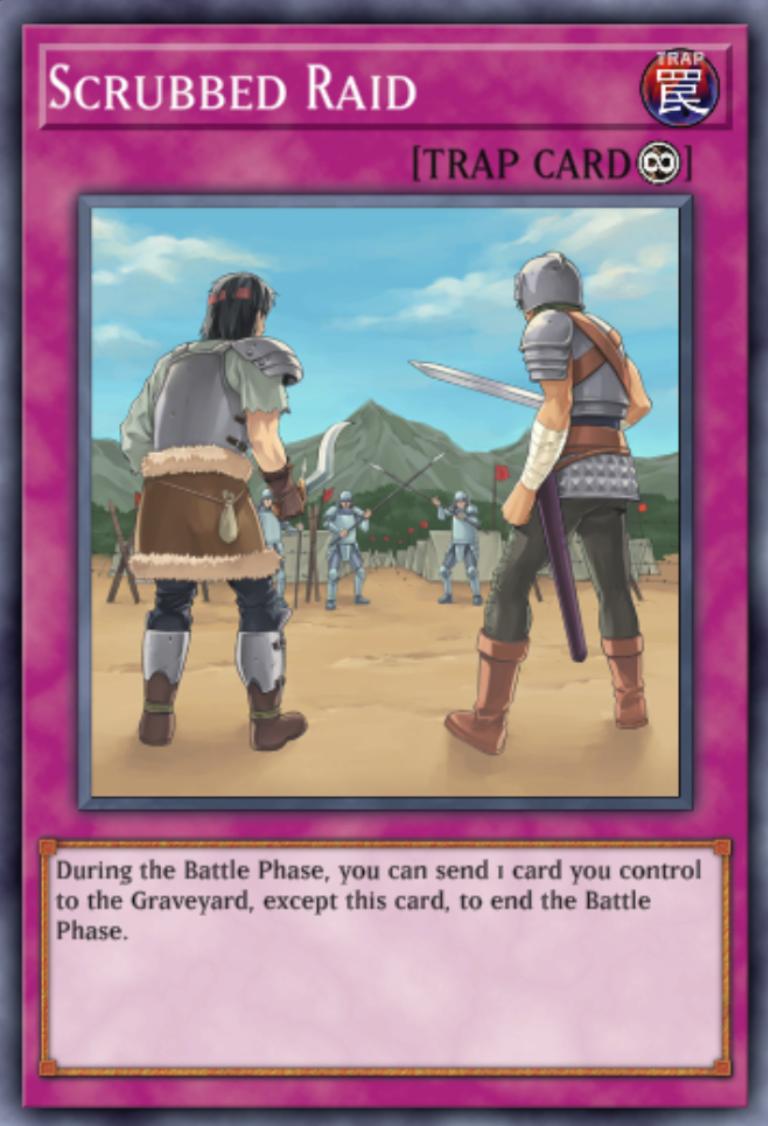 Scrubbed Raid
TRAP
罠
[TRAP CARD]
During the Battle Phase, you can send 1 card you control
to the Graveyard, except this card, to end the Battle
Phase.